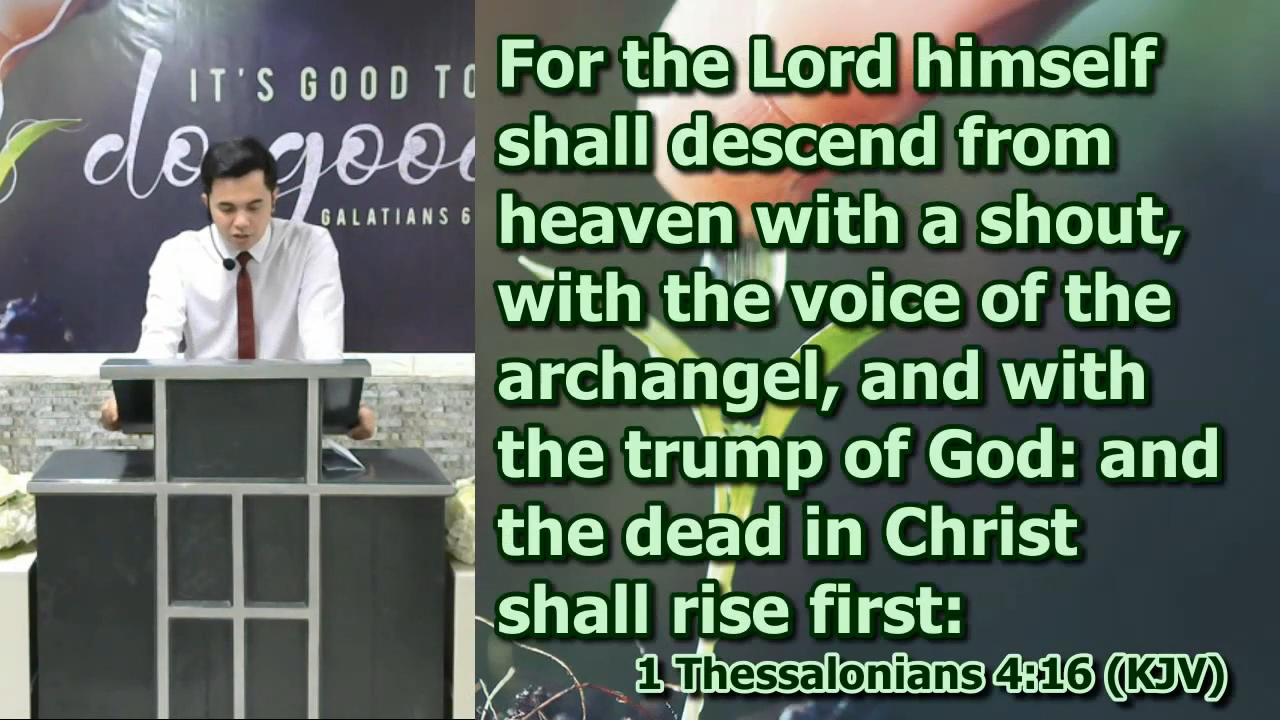 IT'S GOOD TO
do good
GALATIANS 6
For the Lord himself
shall descend from
heaven with a shout,
with the voice of the
archangel, and with
the trump of God: and
the dead in Christ
shall rise first:
1 Thessalonians 4:16 (KJV)